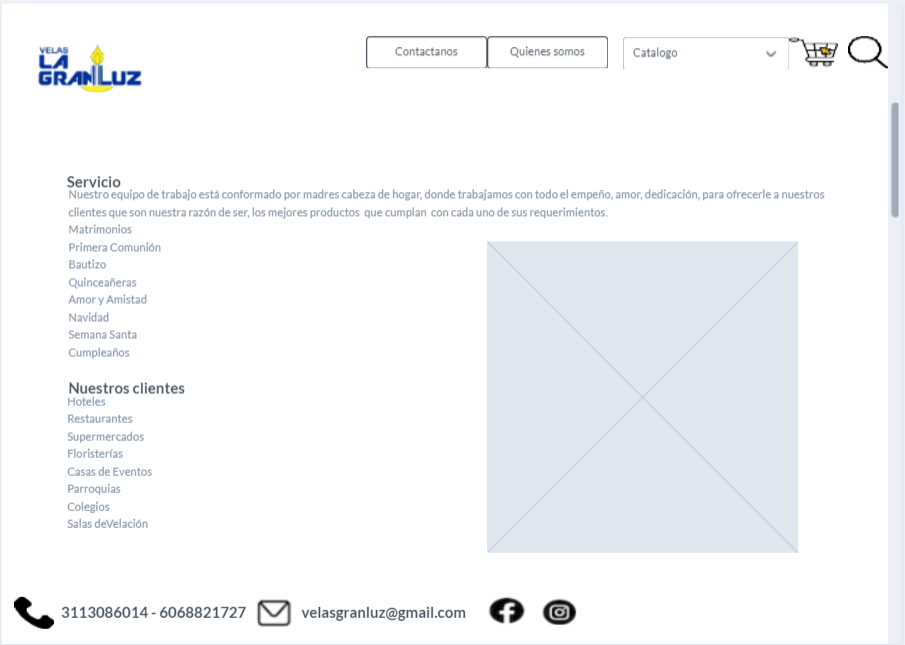 VELAS
LA
GRANLUZ
Contactanos
Quienes somos
Catalogo
Servicio
Nuestro equipo de trabajo está conformado por madres cabeza de hogar, donde trabajamos con todo el empeño, amor, dedicación, para ofrecerle a nuestros
clientes que son nuestra razón de ser, los mejores productos que cumplan con cada uno de sus requerimientos.
Matrimonios
Primera Comunión
Bautizo
Quinceañeras
Amor y Amistad
Navidad
Semana Santa
Cumpleaños
Nuestros clientes
Hoteles
Restaurantes
Supermercados
Floristerías
Casas de Eventos
Parroquias
Colegios
Salas deVelación
3113086014 - 6068821727
velasgranluz@gmail.com